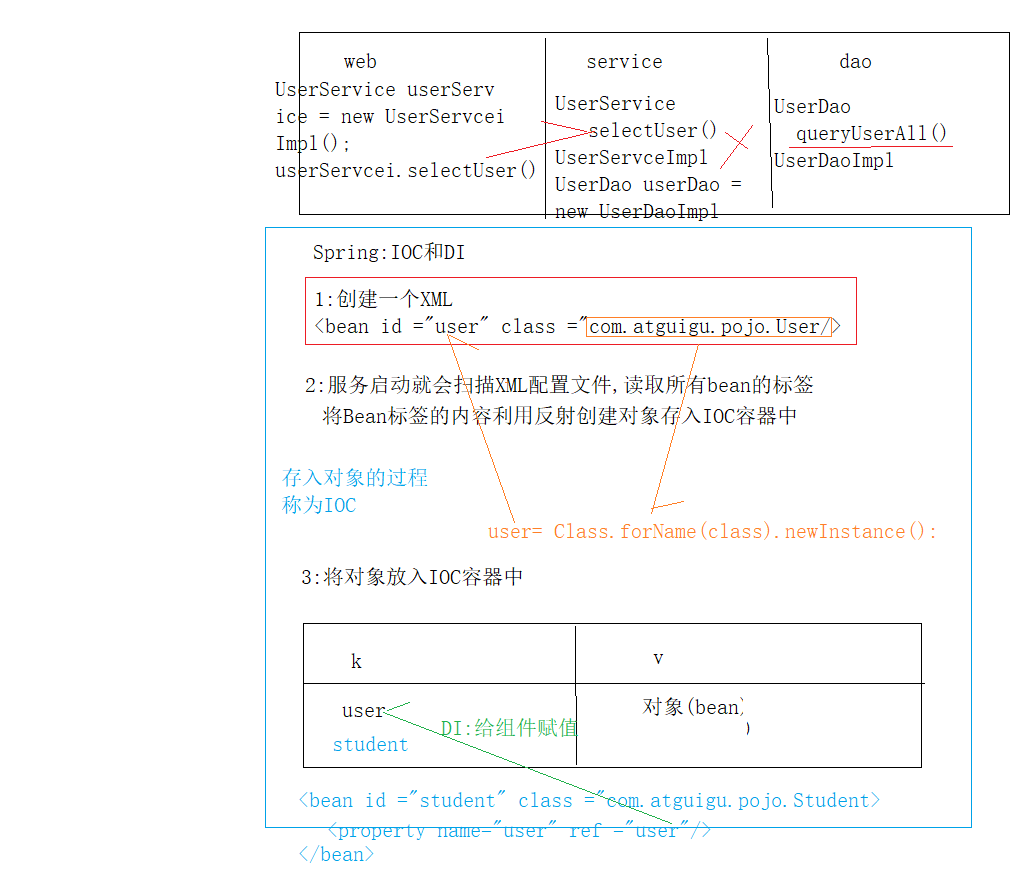 web
service
dao
UserService userServ
ice = new UserServcei
Impl();
userServcei.selectUser()
UserService
selectUser()
UserServceImpl
UserDao userDao =
new UserDaoImpl
UserDao
queryUserAll()
UserDaoImpl
Spring:IOC和DI
1:创建一个XML
<bean id ="user" class ="com.atguigu.pojo.User/>
2:服务启动就会扫描XML配置文件,读取所有bean的标签
将Bean标签的内容利用反射创建对象存入IOC容器中
存入对象的过程
称为IOC
user= Class.forName(class).newInstance();
3:将对象放入IOC容器中
k
v
user
对象(bean)
)
DI:给组件赋值
student
<bean id ="student" class ="com.atguigu.pojo.Student>
<property name="user" ref ="user"/>
</bean>